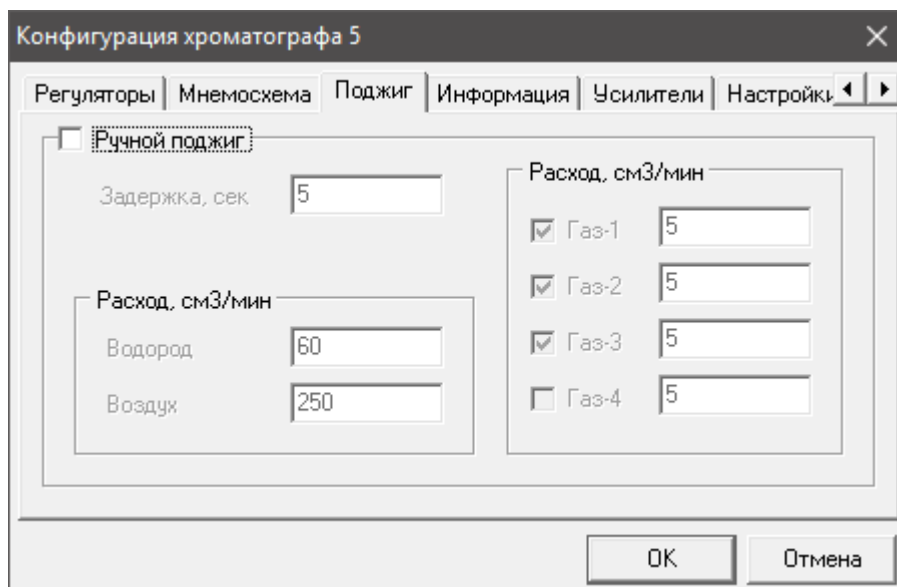 Конфигурация хроматографа 5
Регуляторы Мнемосхема Поджиг Информация Усилители Настройки
Ручной поджиг
Задержка, сек 5
Расход, см3/мин
Водород 60
Воздух 250
Расход, см3/мин
Газ-1 5
Газ-2 5
Газ-3 5
Газ-4 5
OK Отмена